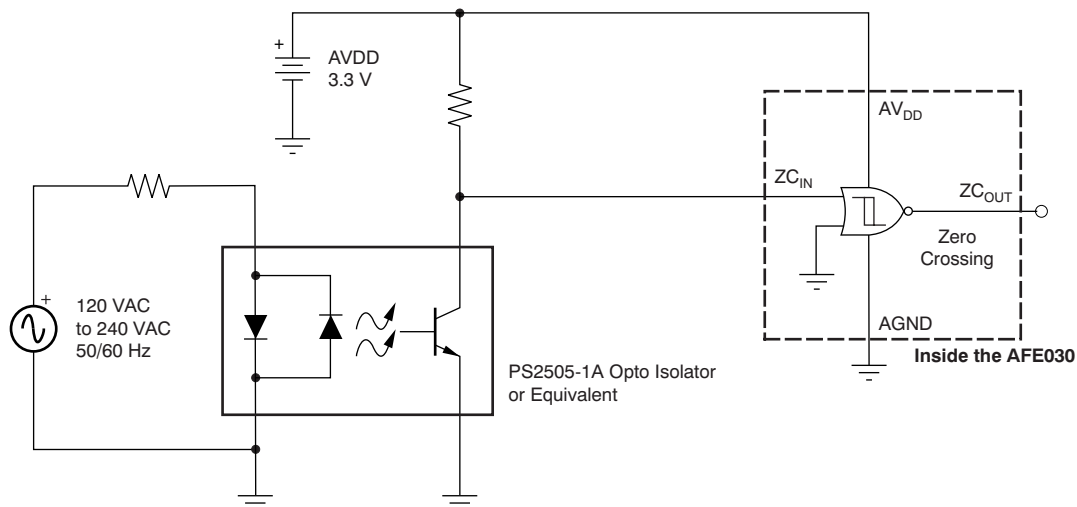 +
AVDD
3.3 V
AVDD
ZCIN
ZCOUT
Zero
Crossing
+
120 VAC
to 240 VAC
50/60 Hz
AGND
Inside the AFE030
PS2505-1A Opto Isolator
or Equivalent